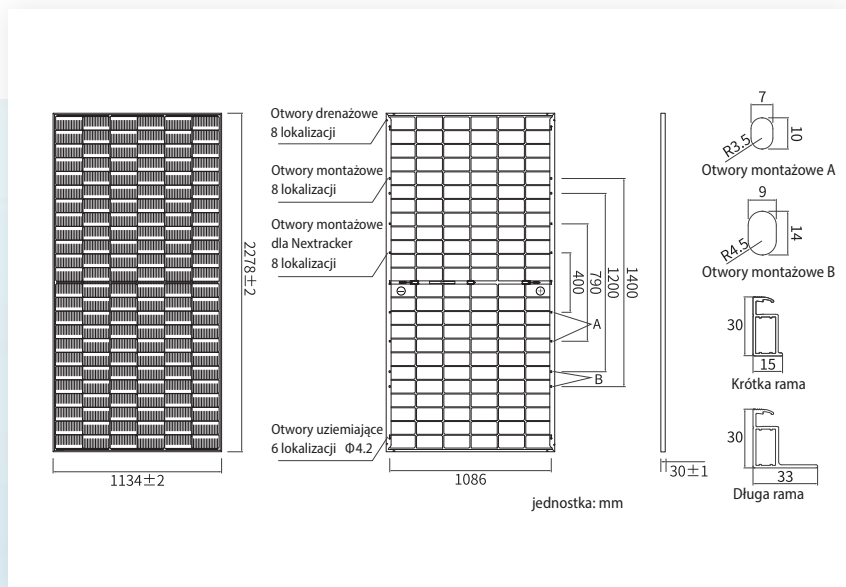 Otwory drenażowe
8 lokalizacji
Otwory montażowe
8 lokalizacji
Otwory montażowe
dla Nextracker
8 lokalizacji
Otwory uziemiające
6 lokalizacji Φ4.2
2278±2
1134±2
400
790
1200
1400
A
B
1086
30±1
jednostka: mm
7
10
R3.5
Otwory montażowe A
9
14
R4.5
Otwory montażowe B
30
15
Krótka rama
30
33
Długa rama